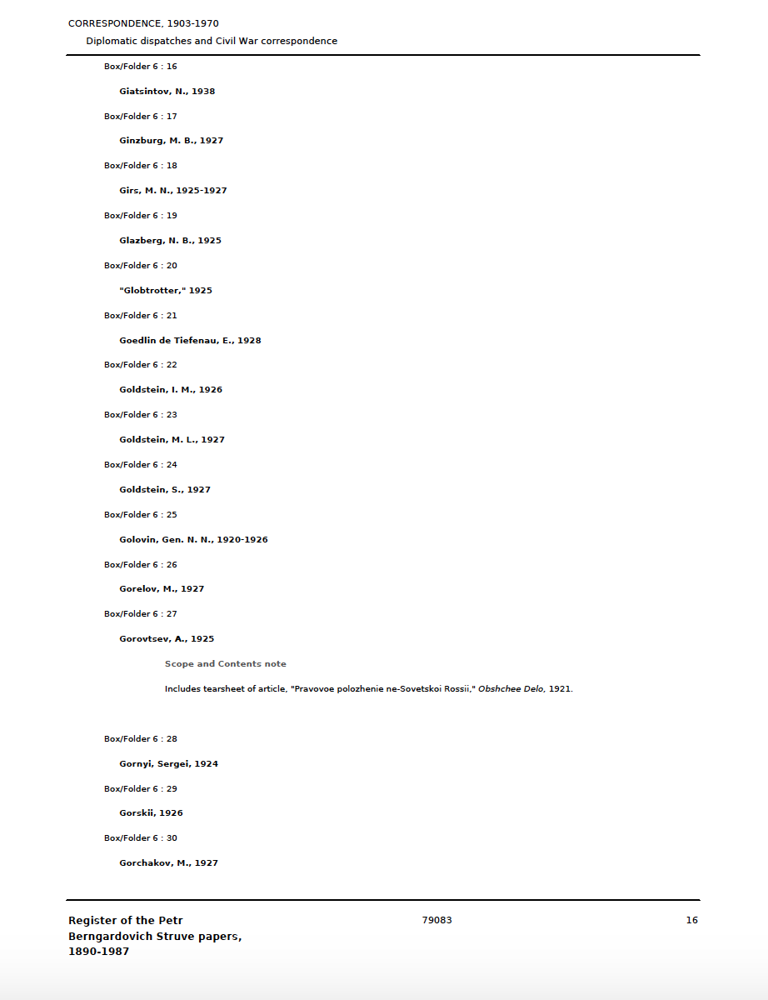 CORRESPONDENCE, 1903-1970
Diplomatic dispatches and Civil War correspondence
Box/Folder 6 : 16
Giatsintov, N., 1938
Box/Folder 6 : 17
Ginzburg, M. B., 1927
Box/Folder 6 : 18
Girs, M. N., 1925-1927
Box/Folder 6 : 19
Glazberg, N. B., 1925
Box/Folder 6 : 20
"Globtrotter," 1925
Box/Folder 6 : 21
Goedlin de Tiefenau, E., 1928
Box/Folder 6 : 22
Goldstein, I. M., 1926
Box/Folder 6 : 23
Goldstein, M. L., 1927
Box/Folder 6 : 24
Goldstein, S., 1927
Box/Folder 6 : 25
Golovin, Gen. N. N., 1920-1926
Box/Folder 6 : 26
Gorelov, M., 1927
Box/Folder 6 : 27
Gorovtsev, A., 1925
Scope and Contents note
Includes tearsheet of article, "Pravovoe polozhenie ne-Sovetskoi Rossii," Obshchee Delo, 1921.
Box/Folder 6 : 28
Gornyi, Sergei, 1924
Box/Folder 6 : 29
Gorskii, 1926
Box/Folder 6 : 30
Gorchakov, M., 1927
Register of the Petr
Berngardovich Struve papers,
1890-1987
79083
16